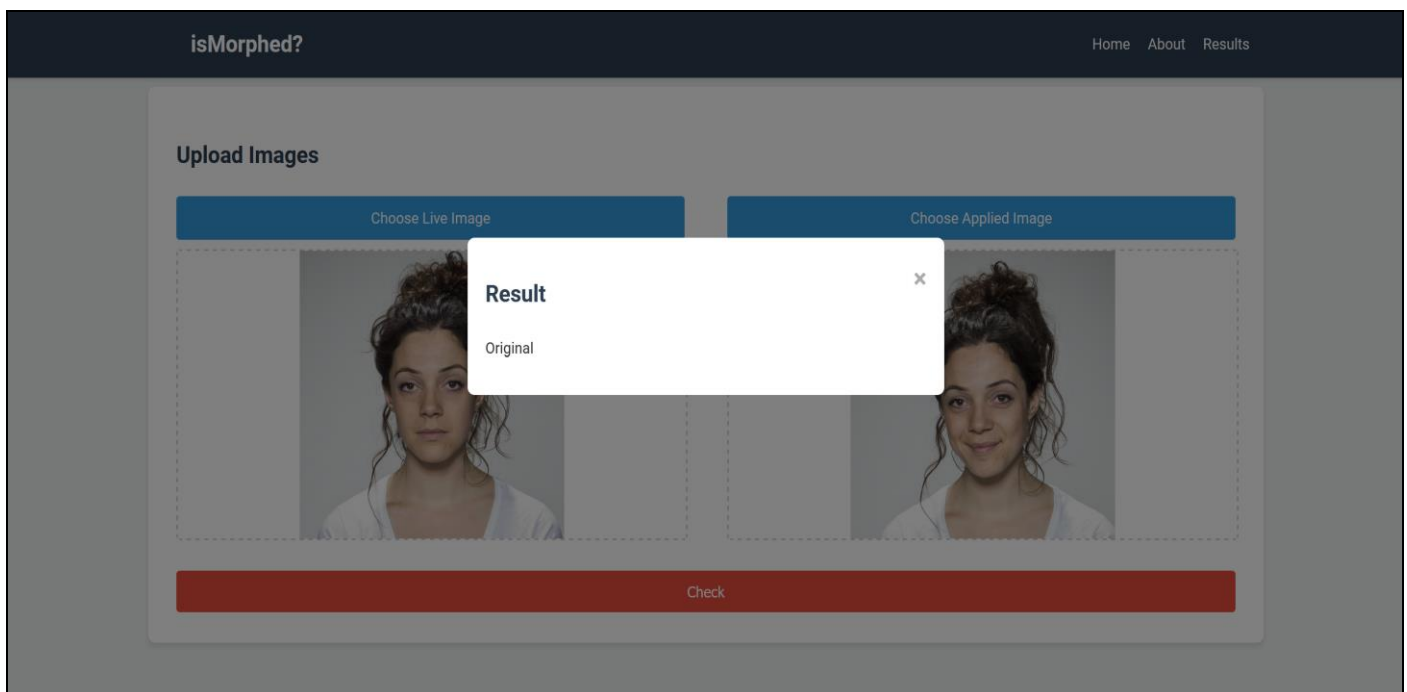 isMorphed?
Home About Results
Upload Images
Choose Live Image
Choose Applied Image
Result
×
Original
Check